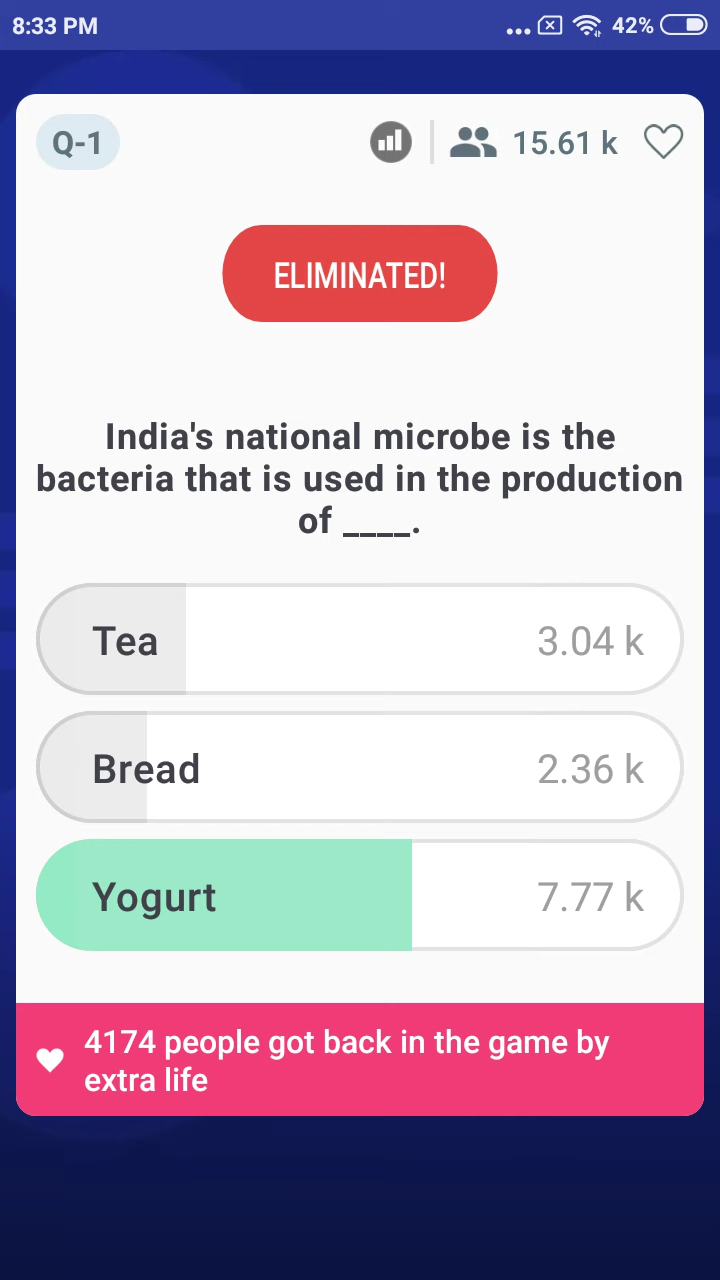 8:33 PM
42%
Q-1
15.61 k
ELIMINATED!
India's national microbe is the
bacteria that is used in the production
of ____.
Tea 3.04 k
Bread 2.36 k
Yogurt 7.77 k
4174 people got back in the game by
extra life